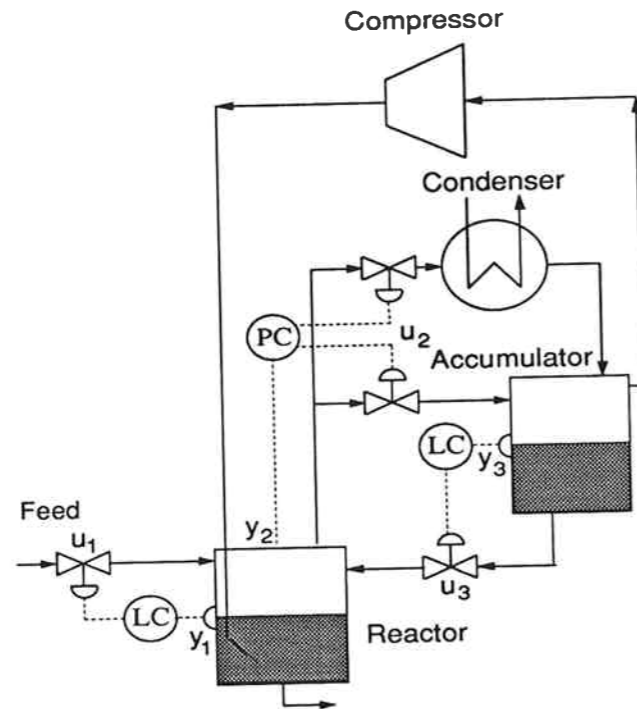 Compressor
Condenser
PC
u2
Accumulator
LC
y3
Feed
u1
y2
u3
LC
y1
Reactor